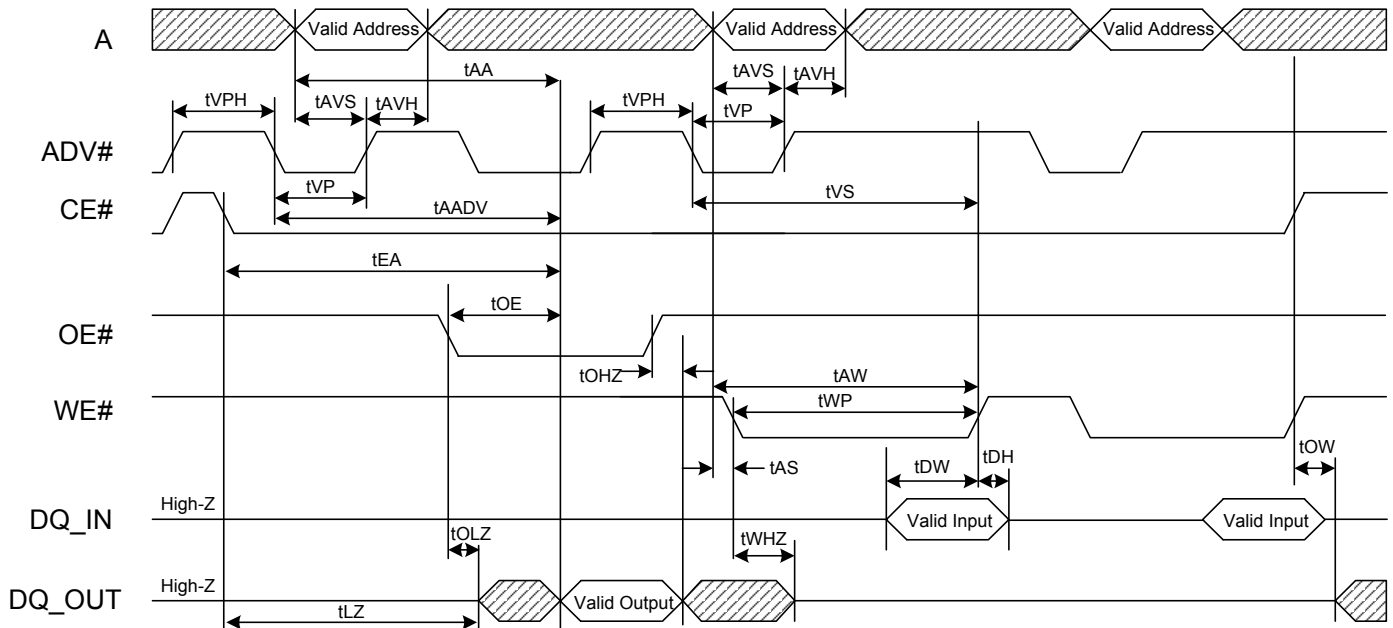 A
Valid Address
Valid Address
Valid Address
tAA
tAVS
tAVH
tVPH
tAVS
tAVH
tVPH
tVP
ADV#
tVP
tVS
CE#
tAADV
tEA
tOE
OE#
tOHZ
tAW
tWP
WE#
tOW
tAS
tDW
tDH
High-Z
DQ_IN
Valid Input
Valid Input
tOLZ
tWHZ
High-Z
DQ_OUT
Valid Output
tLZ